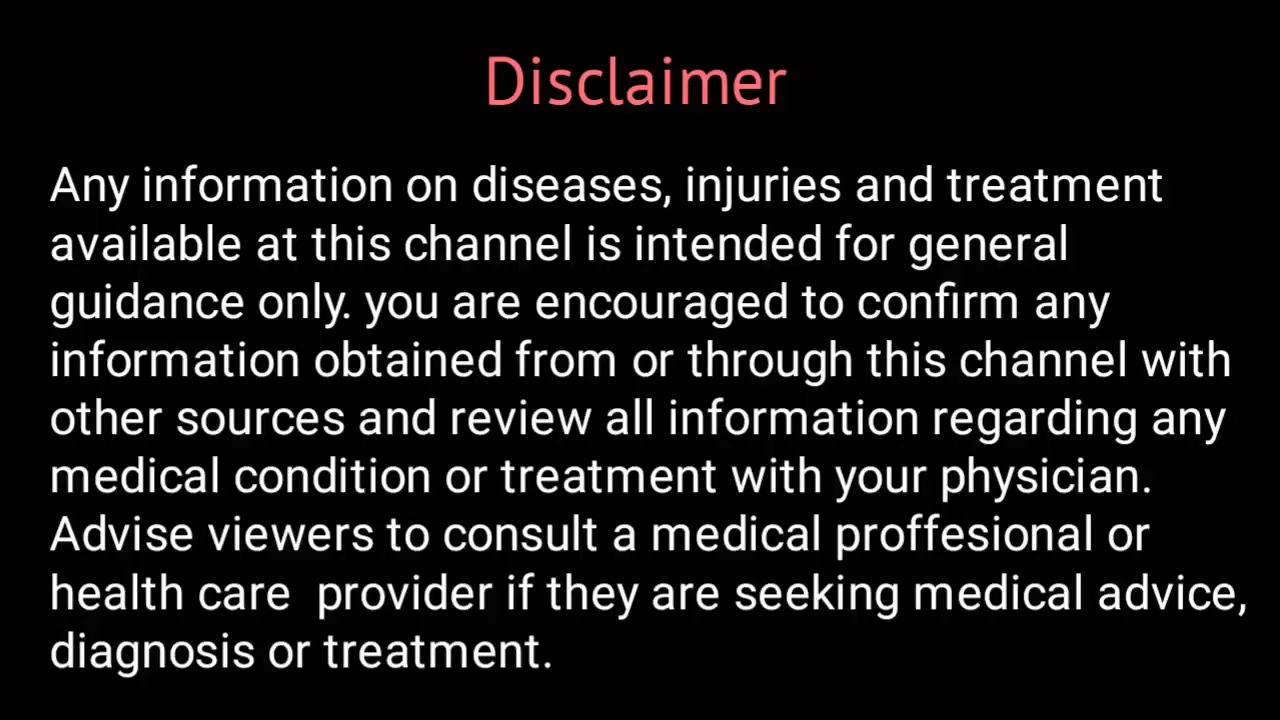 Disclaimer
Any information on diseases, injuries and treatment
available at this channel is intended for general
guidance only. you are encouraged to confirm any
information obtained from or through this channel with
other sources and review all information regarding any
medical condition or treatment with your physician.
Advise viewers to consult a medical proffesional or
health care  provider if they are seeking medical advice,
diagnosis or treatment.